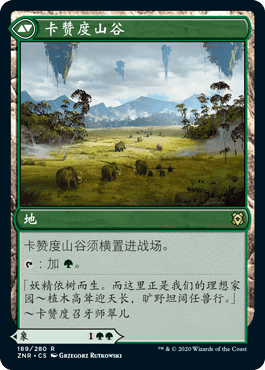 卡赞度山谷
地
卡赞度山谷须横置进战场。
:加。
「妖精依树而生。而这里正是我们的理想家
园～植木高耸迎天长，旷野坦阔任兽行。」
～卡赞度召牙师翠儿
象 1
189/280 R
ZNR • CS GRZEGORZ RUTKOWSKI
™ & © 2020 Wizards of the Coast